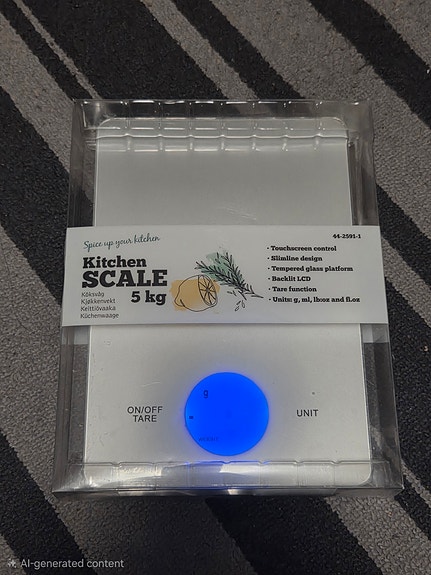 Spice up your kitchen
Kitchen
SCALE
5 kg
Köksvåg
Kjøkkenvekt
Keittiövaaka
Küchenwaage
44-2591-1
• Touchscreen control
• Slimline design
• Tempered glass platform
• Backlit LCD
• Tare function
• Units: g, ml, lb:oz and fl.oz
g
ON/OFF
TARE
UNIT
AI-generated content